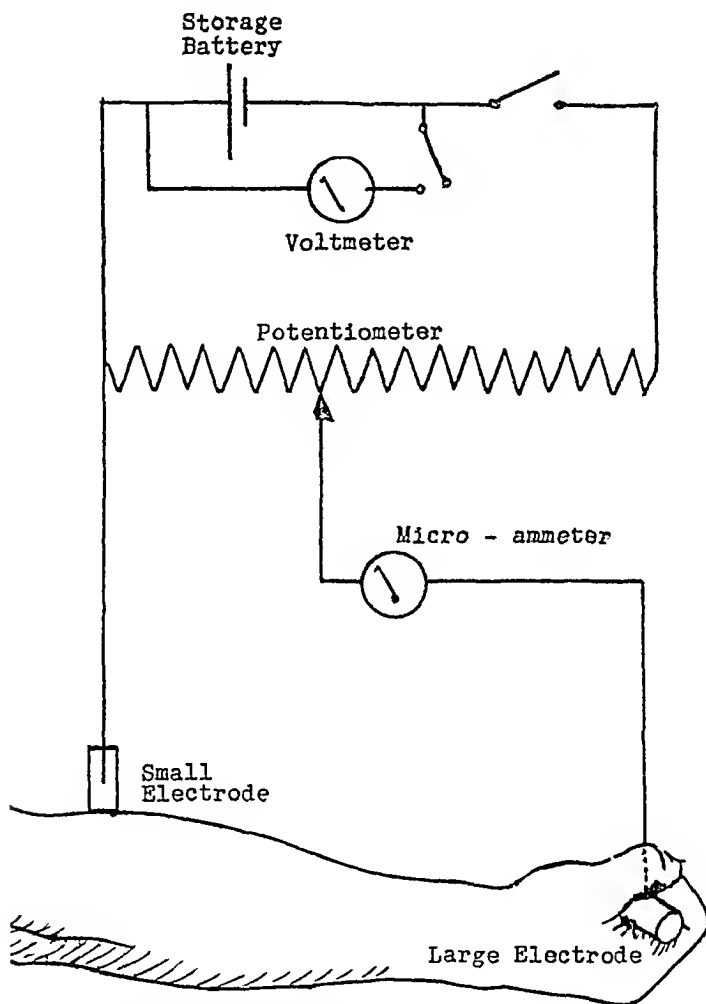 Storage
Battery
Voltmeter
Potentiometer
Micro - ammeter
Small
Electrode
Large Electrode